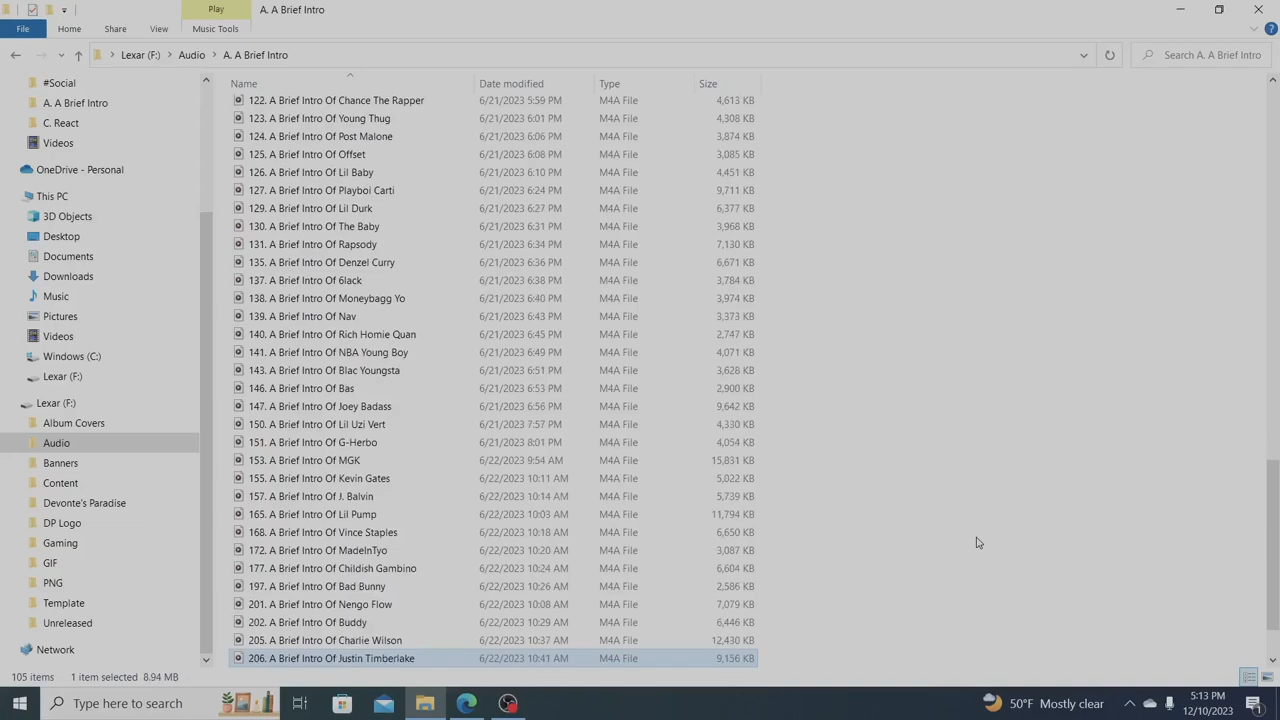 Play
A. A Brief Intro
File
Home
Share
View
Music Tools
Lexar (F:)
Audio
A. A Brief Intro
Search A. A Brief Intro
#Social
A. A Brief Intro
C. React
Videos
OneDrive - Personal
This PC
3D Objects
Desktop
Documents
Downloads
Music
Pictures
Videos
Windows (C:)
Lexar (F:)
Lexar (F:)
Album Covers
Audio
Banners
Content
Devonte's Paradise
DP Logo
Gaming
GIF
PNG
Template
Unreleased
Network
Name Date modified Type Size
122. A Brief Intro Of Chance The Rapper 6/21/2023 5:59 PM M4A File 4,613 KB
123. A Brief Intro Of Young Thug 6/21/2023 6:01 PM M4A File 4,308 KB
124. A Brief Intro Of Post Malone 6/21/2023 6:06 PM M4A File 3,874 KB
125. A Brief Intro Of Offset 6/21/2023 6:08 PM M4A File 3,085 KB
126. A Brief Intro Of Lil Baby 6/21/2023 6:10 PM M4A File 4,451 KB
127. A Brief Intro Of Playboi Carti 6/21/2023 6:24 PM M4A File 9,711 KB
129. A Brief Intro Of Lil Durk 6/21/2023 6:27 PM M4A File 6,377 KB
130. A Brief Intro Of The Baby 6/21/2023 6:31 PM M4A File 3,968 KB
131. A Brief Intro Of Rapsody 6/21/2023 6:34 PM M4A File 7,130 KB
135. A Brief Intro Of Denzel Curry 6/21/2023 6:36 PM M4A File 6,671 KB
137. A Brief Intro Of 6lack 6/21/2023 6:38 PM M4A File 3,784 KB
138. A Brief Intro Of Moneybagg Yo 6/21/2023 6:40 PM M4A File 3,974 KB
139. A Brief Intro Of Nav 6/21/2023 6:43 PM M4A File 3,373 KB
140. A Brief Intro Of Rich Homie Quan 6/21/2023 6:45 PM M4A File 2,747 KB
141. A Brief Intro Of NBA Young Boy 6/21/2023 6:49 PM M4A File 4,071 KB
143. A Brief Intro Of Blac Youngsta 6/21/2023 6:51 PM M4A File 3,628 KB
146. A Brief Intro Of Bas 6/21/2023 6:53 PM M4A File 2,900 KB
147. A Brief Intro Of Joey Badass 6/21/2023 6:56 PM M4A File 9,642 KB
150. A Brief Intro Of Lil Uzi Vert 6/21/2023 7:57 PM M4A File 4,330 KB
151. A Brief Intro Of G-Herbo 6/21/2023 8:01 PM M4A File 4,054 KB
153. A Brief Intro Of MGK 6/22/2023 9:54 AM M4A File 15,831 KB
155. A Brief Intro Of Kevin Gates 6/22/2023 10:11 AM M4A File 5,022 KB
157. A Brief Intro Of J. Balvin 6/22/2023 10:14 AM M4A File 5,739 KB
165. A Brief Intro Of Lil Pump 6/22/2023 10:03 AM M4A File 11,794 KB
168. A Brief Intro Of Vince Staples 6/22/2023 10:18 AM M4A File 6,650 KB
172. A Brief Intro Of MadeInTyo 6/22/2023 10:20 AM M4A File 3,087 KB
177. A Brief Intro Of Childish Gambino 6/22/2023 10:24 AM M4A File 6,604 KB
197. A Brief Intro Of Bad Bunny 6/22/2023 10:26 AM M4A File 2,586 KB
201. A Brief Intro Of Nengo Flow 6/22/2023 10:08 AM M4A File 7,079 KB
202. A Brief Intro Of Buddy 6/22/2023 10:29 AM M4A File 6,446 KB
205. A Brief Intro Of Charlie Wilson 6/22/2023 10:37 AM M4A File 12,430 KB
206. A Brief Intro Of Justin Timberlake 6/22/2023 10:41 AM M4A File 9,156 KB
105 items 1 item selected 8.94 MB
Type here to search
50°F Mostly clear
5:13 PM
12/10/2023
1